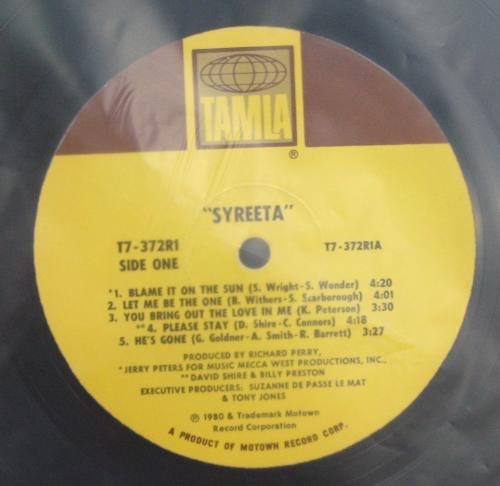 TAMLA
®
"SYREETA"
T7-372R1 T7-372R1A
SIDE ONE
*1. BLAME IT ON THE SUN (S. Wright-S. Wonder) 4:20
2. LET ME BE THE ONE (B. Withers-S. Scarborough) 4:01
3. YOU BRING OUT THE LOVE IN ME (K. Peterson) 3:30
**4. PLEASE STAY (D. Shire-C. Connors) 4:18
5. HE'S GONE (G. Goldner-A. Smith-R. Barrett) 3:27
PRODUCED BY RICHARD PERRY,
*JERRY PETERS FOR MUSIC MECCA WEST PRODUCTIONS, INC.,
**DAVID SHIRE & BILLY PRESTON
EXECUTIVE PRODUCERS: SUZANNE DE PASSE LE MAT
& TONY JONES
℗ 1980 & Trademark Motown
Record Corporation
A PRODUCT OF MOTOWN RECORD CORP.